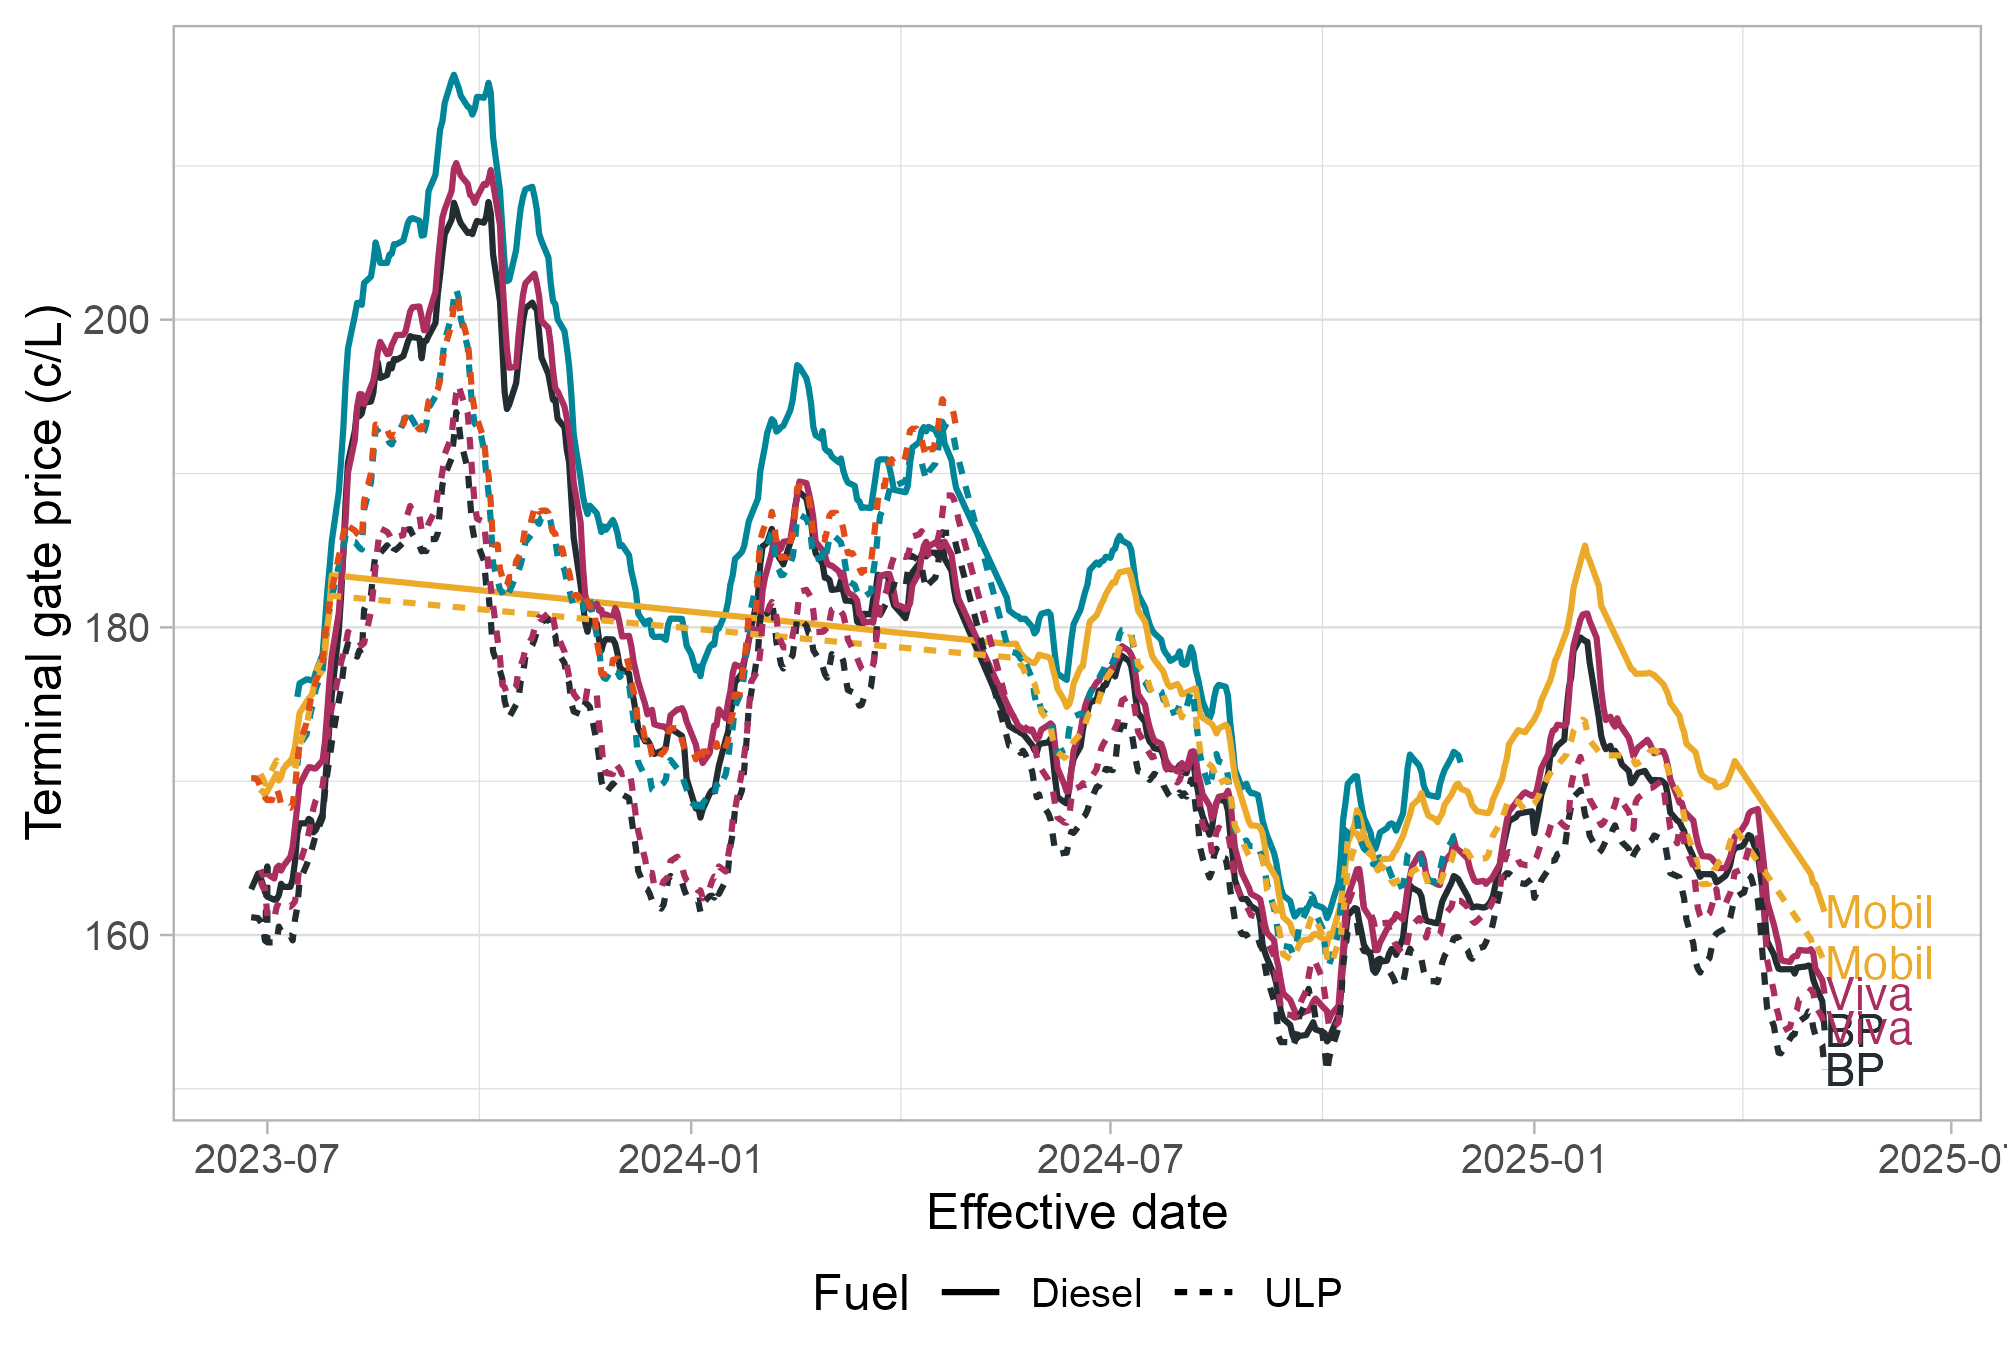 Terminal gate price (c/L)
200
180
160
Mobil
Mobil
Viva
BP
Viva
BP
2023-07
2024-01
2024-07
2025-01
2025-0
Effective date
Fuel
Diesel
ULP